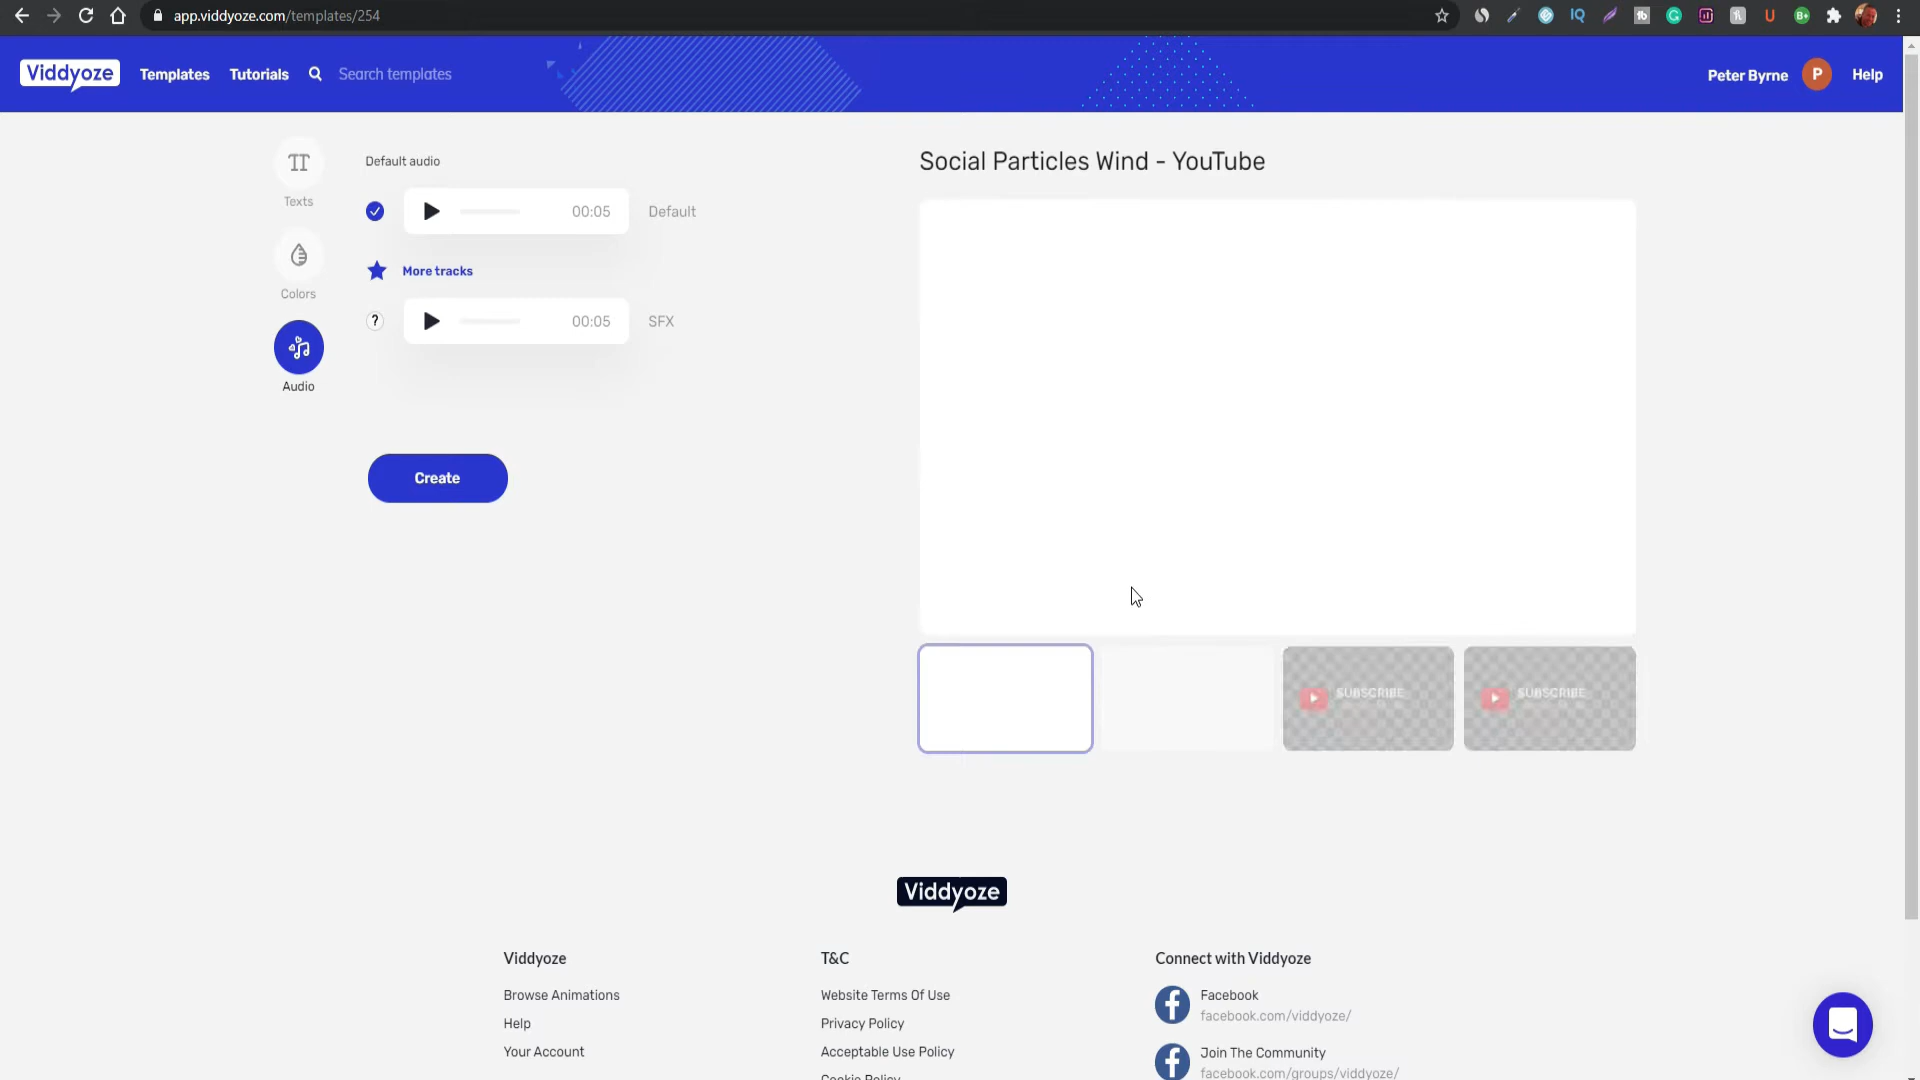 app.viddyoze.com/templates/254
Viddyoze
Templates
Tutorials
Search templates
Peter Byrne
P
Help
Texts
Colors
Audio
Default audio
00:05
Default
More tracks
?
00:05
SFX
Create
Social Particles Wind - YouTube
SUBSCRIBE
SUBSCRIBE
Viddyoze
Viddyoze
Browse Animations
Help
Your Account
T&C
Website Terms Of Use
Privacy Policy
Acceptable Use Policy
Cookie Policy
Connect with Viddyoze
Facebook
facebook.com/viddyoze/
Join The Community
facebook.com/groups/viddyoze/